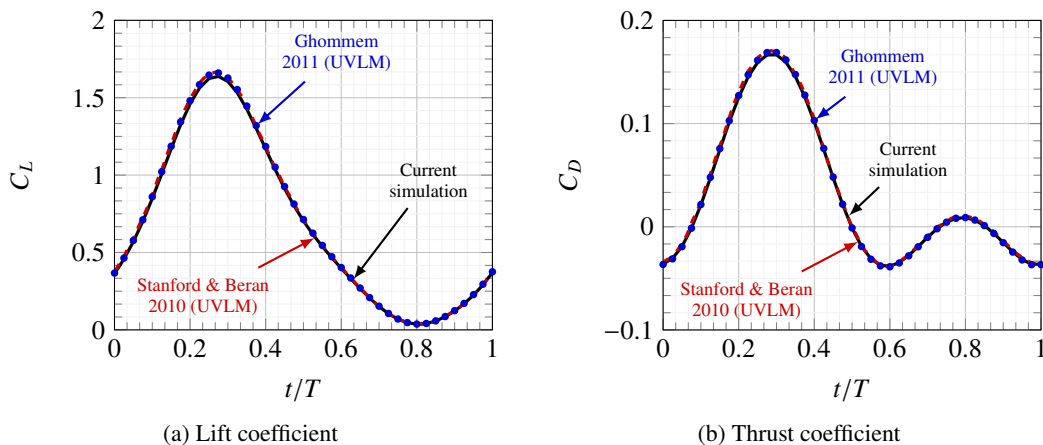 2
1.5
1
0.5
0
0
0.2
0.4
0.6
0.8
1
C_L
t/T
Ghommem
2011 (UVLM)
Current
simulation
Stanford & Beran
2010 (UVLM)
(a) Lift coefficient
0.2
0.1
0
−0.1
0
0.2
0.4
0.6
0.8
1
C_D
t/T
Ghommem
2011 (UVLM)
Current
simulation
Stanford & Beran
2010 (UVLM)
(b) Thrust coefficient